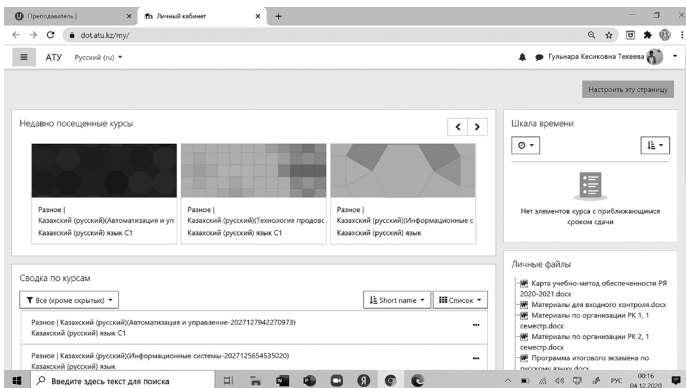 Преподаватель |
Личный кабинет
dot.atu.kz/my/
АТУ
Русский (ru)
Гульнара Кесиковна Текеева
Настроить эту страницу
Недавно посещенные курсы
Разное |
Казахский (русский)(Автоматизация и уп
Казахский (русский) язык С1
Разное |
Казахский (русский)(Технология продовс
Казахский (русский) язык С1
Разное |
Казахский (русский)(Информационные с
Казахский (русский) язык
Шкала времени
Нет элементов курса с приближающимся
сроком сдачи
Сводка по курсам
Все (кроме скрытых)
Short name
Список
Разное | Казахский (русский)(Автоматизация и управление-2027127942270973)
Казахский (русский) язык С1
Разное | Казахский (русский)(Информационные системы-2027125654535020)
Казахский (русский) язык
Личные файлы
Карта учебно-метод обеспеченности РЯ
2020-2021.docx
Материалы для входного контроля.docx
Материалы по организации РК 1, 1
семестр.docx
Материалы по организации РК 2, 1
семестр.docx
Программа итогового экзамена по
русскому языку.docx
Введите здесь текст для поиска
РУС
00:16
04.12.2020